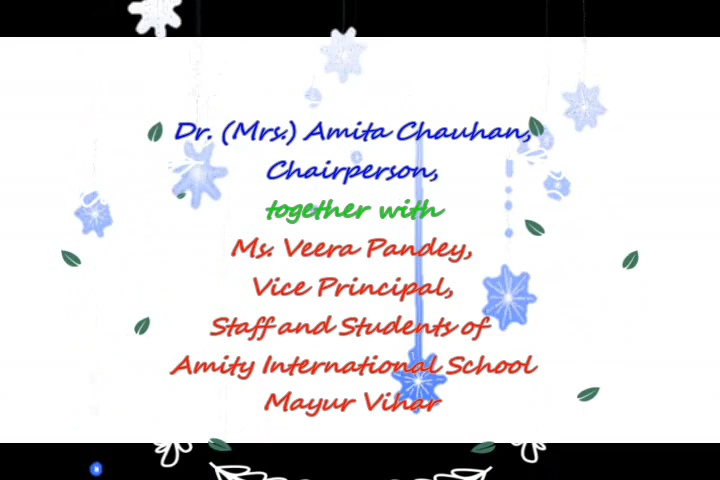 Dr. (Mrs.) Amita Chauhan,
Chairperson,
together with
Ms. Veera Pandey,
Vice Principal,
Staff and Students of
Amity International School
Mayur Vihar